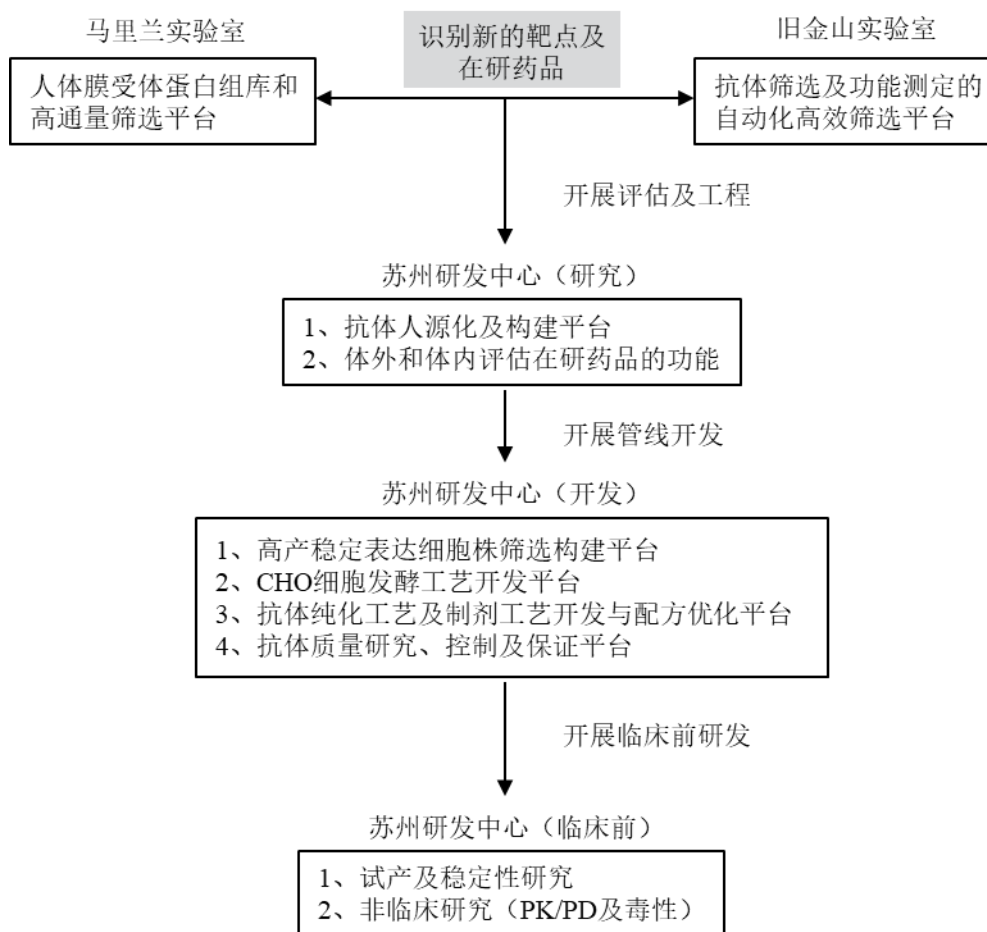 马里兰实验室
识别新的靶点及
在研药品
旧金山实验室
人体膜受体蛋白组库和
高通量筛选平台
抗体筛选及功能测定的
自动化高效筛选平台
开展评估及工程
苏州研发中心（研究）
1、抗体人源化及构建平台
2、体外和体内评估在研药品的功能
开展管线开发
苏州研发中心（开发）
1、高产稳定表达细胞株筛选构建平台
2、CHO细胞发酵工艺开发平台
3、抗体纯化工艺及制剂工艺开发与配方优化平台
4、抗体质量研究、控制及保证平台
开展临床前研发
苏州研发中心（临床前）
1、试产及稳定性研究
2、非临床研究（PK/PD及毒性）